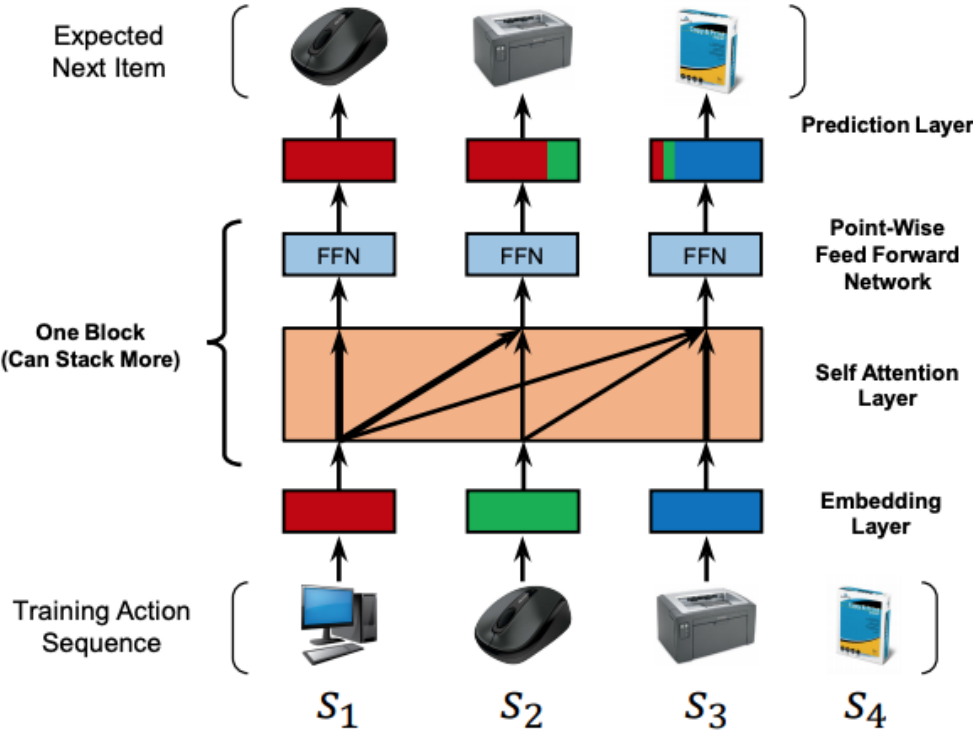 Expected
Next Item
Prediction Layer
Point-Wise
Feed Forward
Network
FFN
FFN
FFN
One Block
(Can Stack More)
Self Attention
Layer
Embedding
Layer
Training Action
Sequence
S1
S2
S3
S4